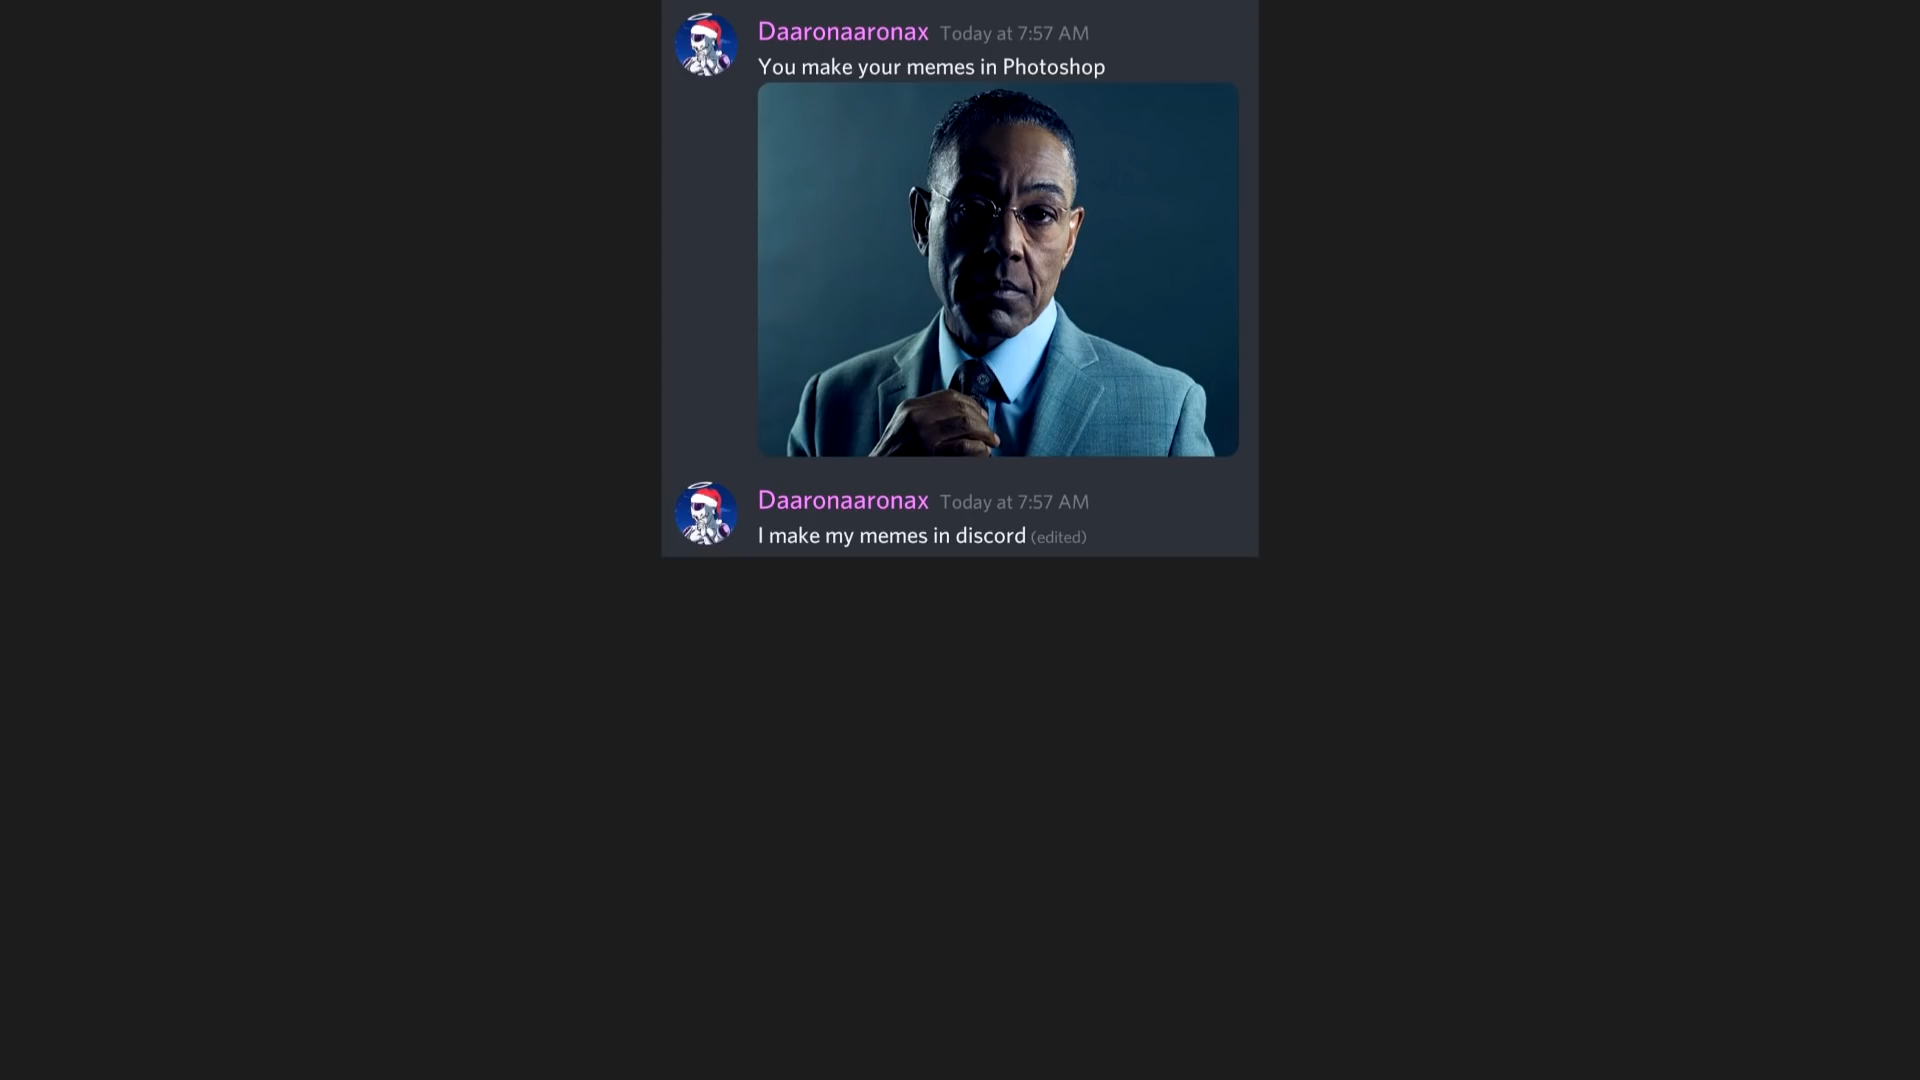 Daaronaaronax Today at 7:57 AM
You make your memes in Photoshop
Daaronaaronax Today at 7:57 AM
I make my memes in discord (edited)